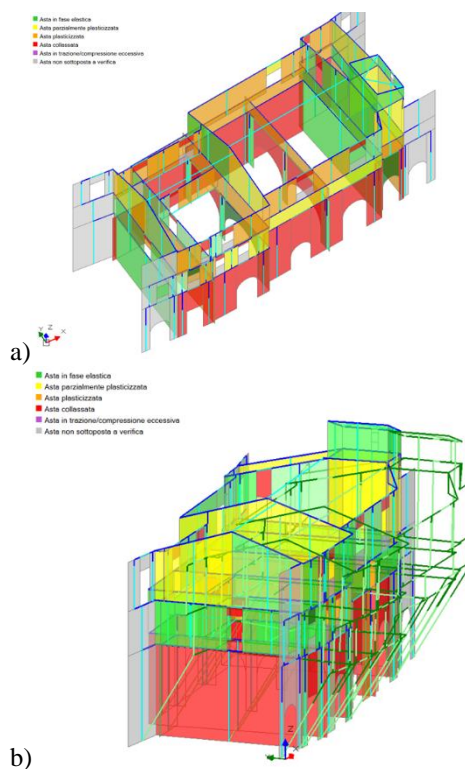 Asta in fase elastica
Asta parzialmente plasticizzata
Asta plasticizzata
Asta collassata
Asta in trazione/compressione eccessiva
Asta non sottoposta a verifica
Z
X
a)
Asta in fase elastica
Asta parzialmente plasticizzata
Asta plasticizzata
Asta collassata
Asta in trazione/compressione eccessiva
Asta non sottoposta a verifica
Z
b)